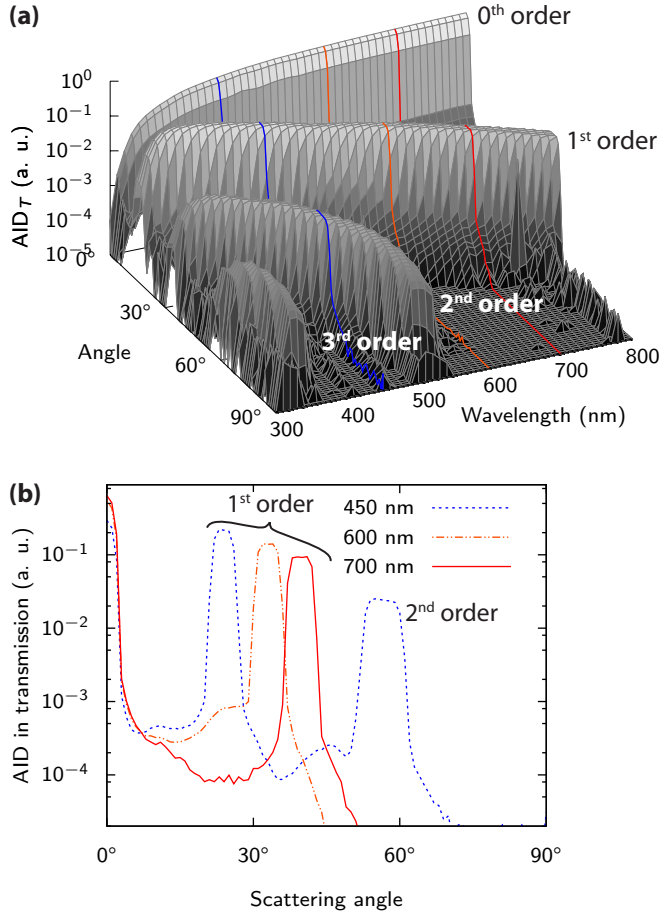 (a)
0th order
10^0
10^-1
10^-2
10^-3
10^-4
10^-5
AID_T (a. u.)
1st order
0°
30°
60°
90°
Angle
2nd order
3rd order
300
400
500
600
700
800
Wavelength (nm)
(b)
1st order
450 nm
600 nm
700 nm
2nd order
10^-1
10^-2
10^-3
10^-4
AID in transmission (a. u.)
0°
30°
60°
90°
Scattering angle